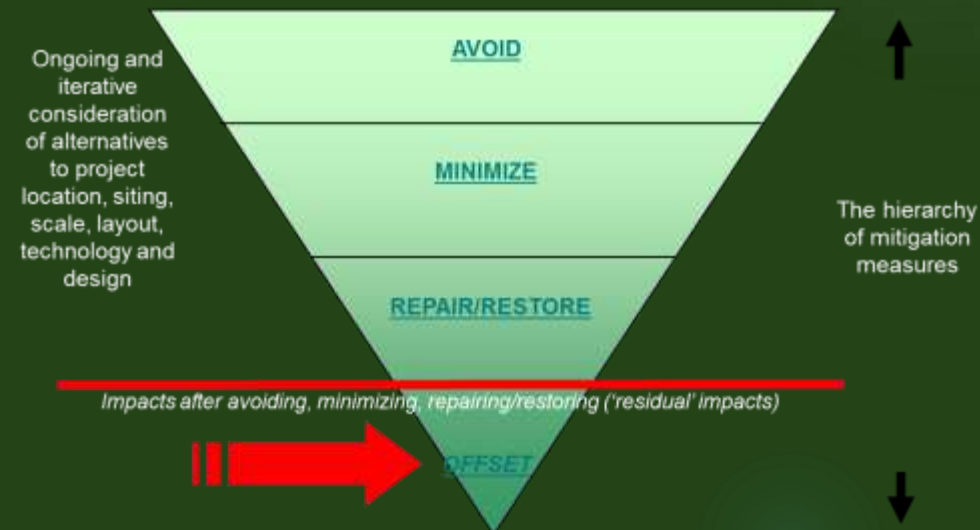 Ongoing and
iterative
consideration
of alternatives
to project
location, siting,
scale, layout,
technology and
design
AVOID
MINIMIZE
REPAIR/RESTORE
The hierarchy
of mitigation
measures
Impacts after avoiding, minimizing, repairing/restoring (‘residual’ impacts)
OFFSET